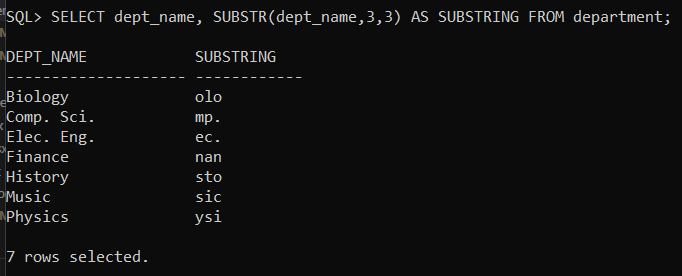 SQL> SELECT dept_name, SUBSTR(dept_name,3,3) AS SUBSTRING FROM department;
DEPT_NAME SUBSTRING
-------------------- ------------
Biology olo
Comp. Sci. mp.
Elec. Eng. ec.
Finance nan
History sto
Music sic
Physics ysi
7 rows selected.